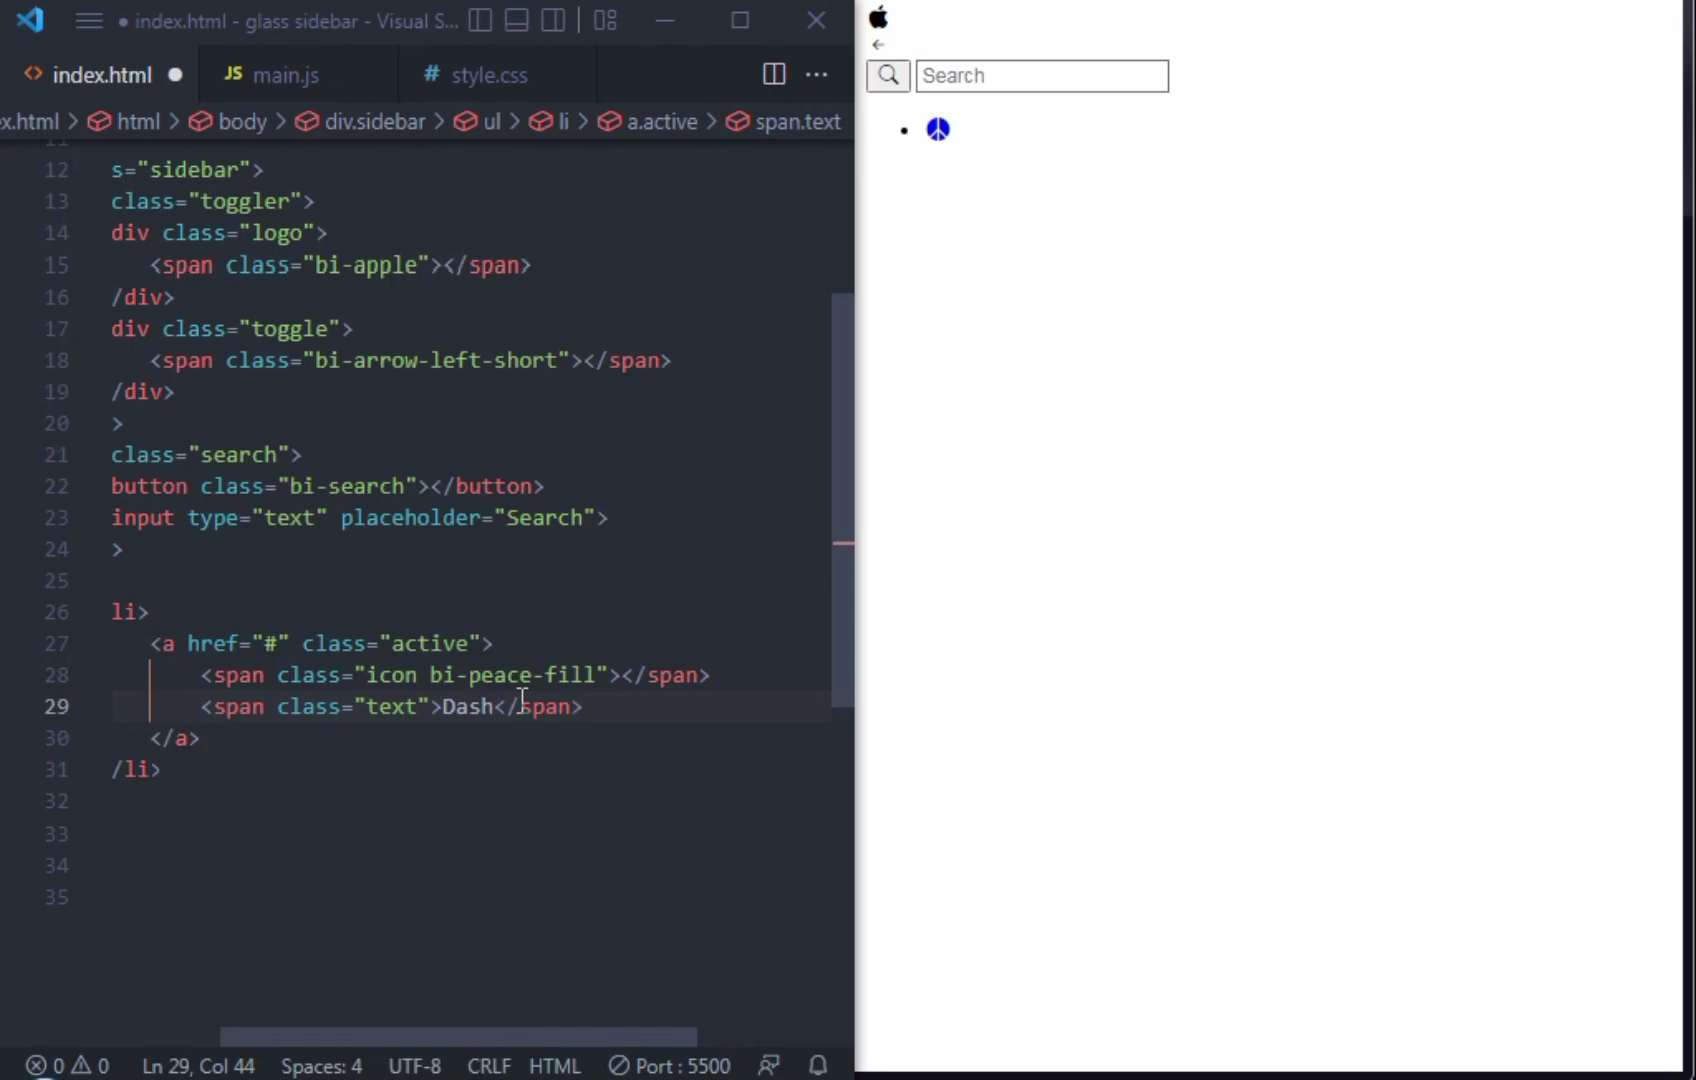 index.html - glass sidebar - Visual S...
index.html
JS main.js
# style.css
x.html > html > body > div.sidebar > ul > li > a.active > span.text
11
12 s="sidebar">
13 class="toggler">
14 div class="logo">
15 <span class="bi-apple"></span>
16 /div>
17 div class="toggle">
18 <span class="bi-arrow-left-short"></span>
19 /div>
20 >
21 class="search">
22 button class="bi-search"></button>
23 input type="text" placeholder="Search">
24 >
25
26 li>
27 <a href="#" class="active">
28 <span class="icon bi-peace-fill"></span>
29 <span class="text">Dash</span>
30 </a>
31 /li>
32
33
34
35
0 0 Ln 29, Col 44 Spaces: 4 UTF-8 CRLF HTML Port : 5500
Search